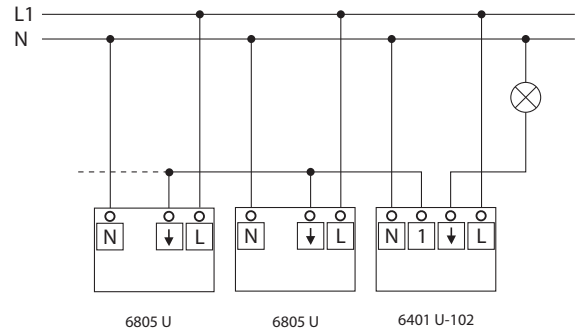 L1
N
N ↓ L
N ↓ L
N 1 ↓ L
6805 U
6805 U
6401 U-102